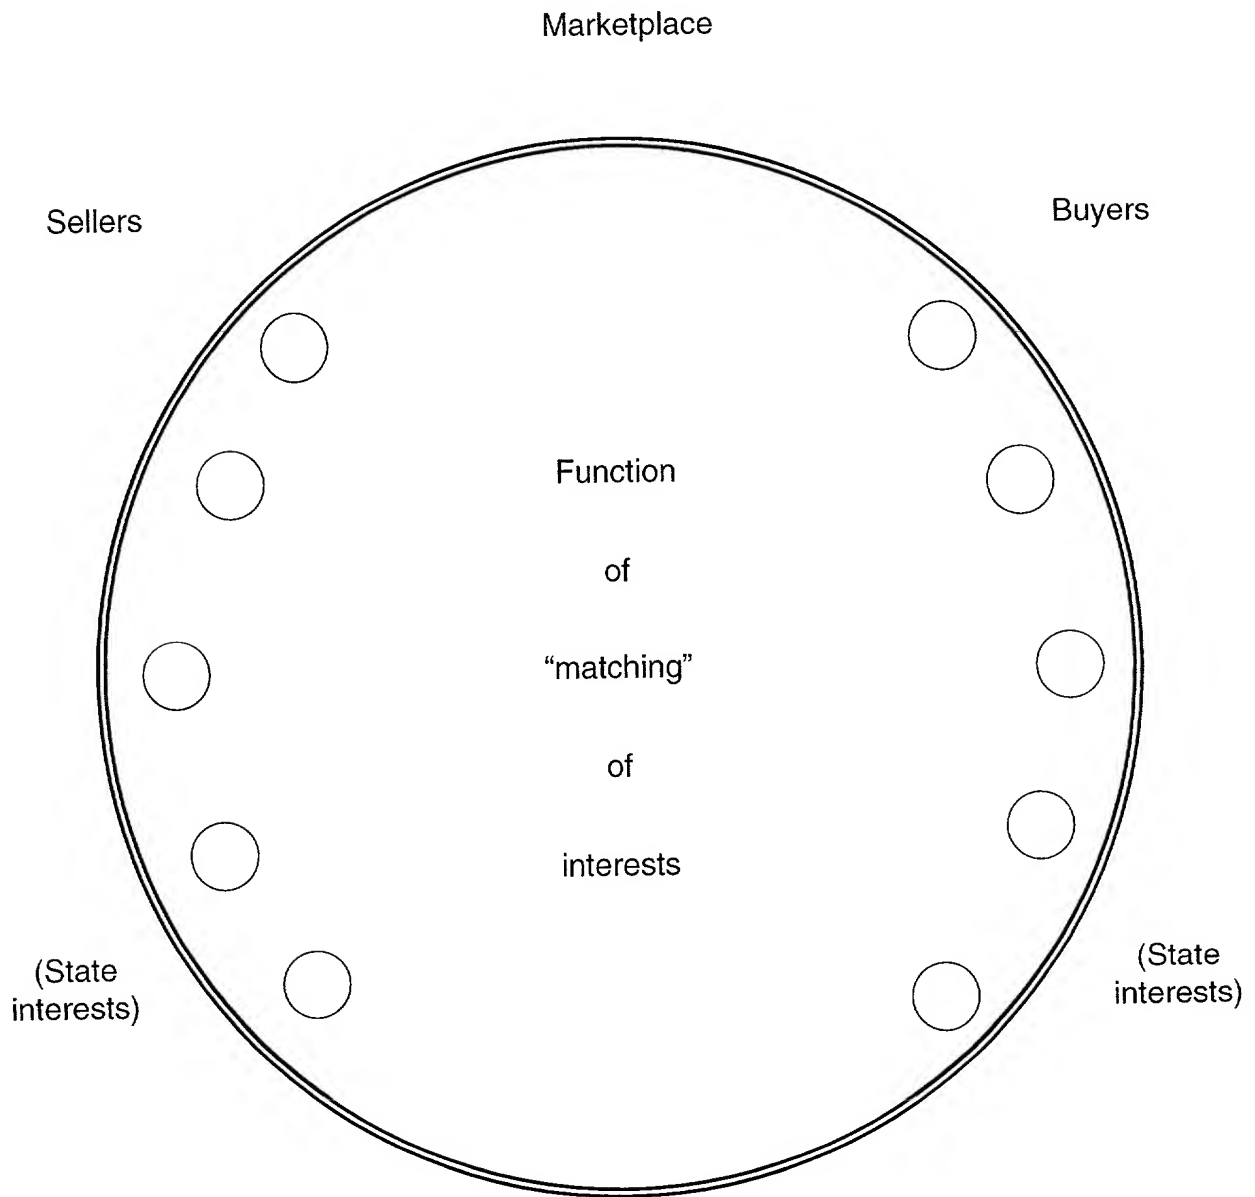 Marketplace
Sellers
Buyers
Function
of
“matching”
of
interests
(State
interests)
(State
interests)